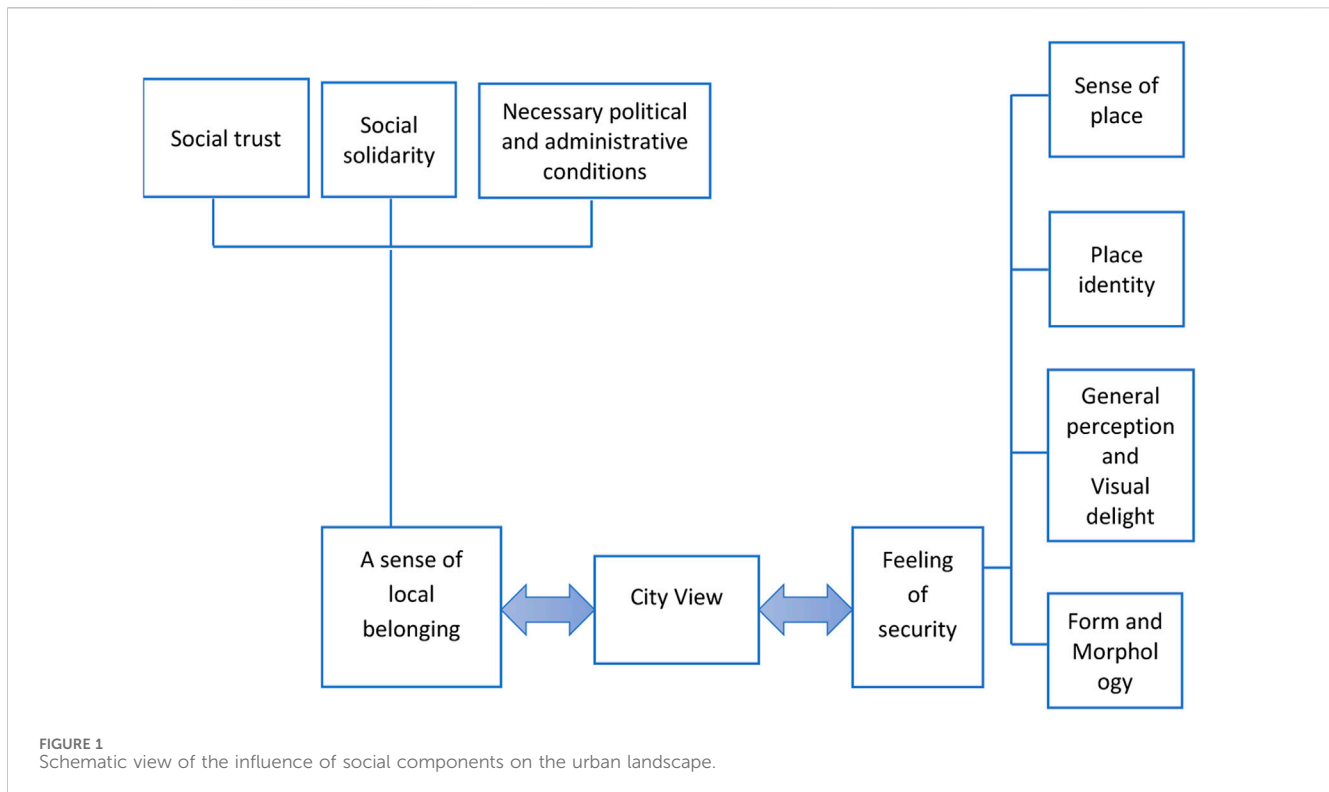 Social trust
Social
solidarity
Necessary political
and administrative
conditions
Sense of
place
Place
identity
General
perception
and
Visual
delight
Form and
Morphol
ogy
A sense of
local
belonging
City View
Feeling
of
security
FIGURE 1
Schematic view of the influence of social components on the urban landscape.